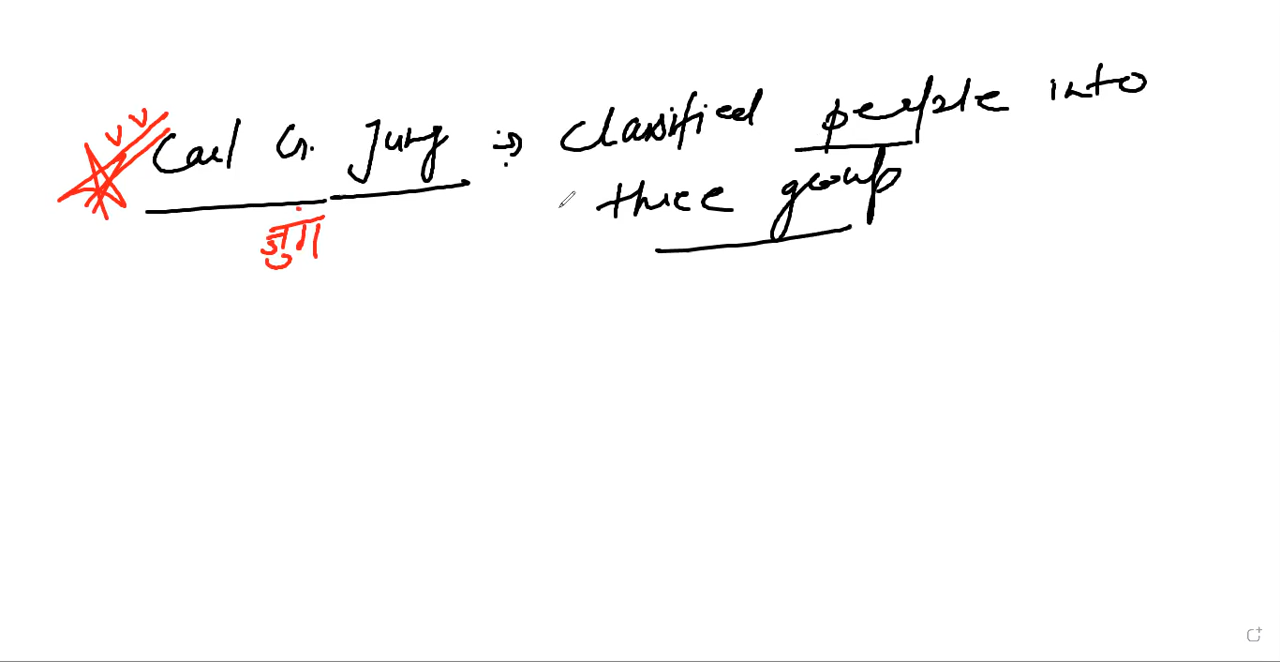 v v Carl G. Jung => Classified people into
three group
जुंग